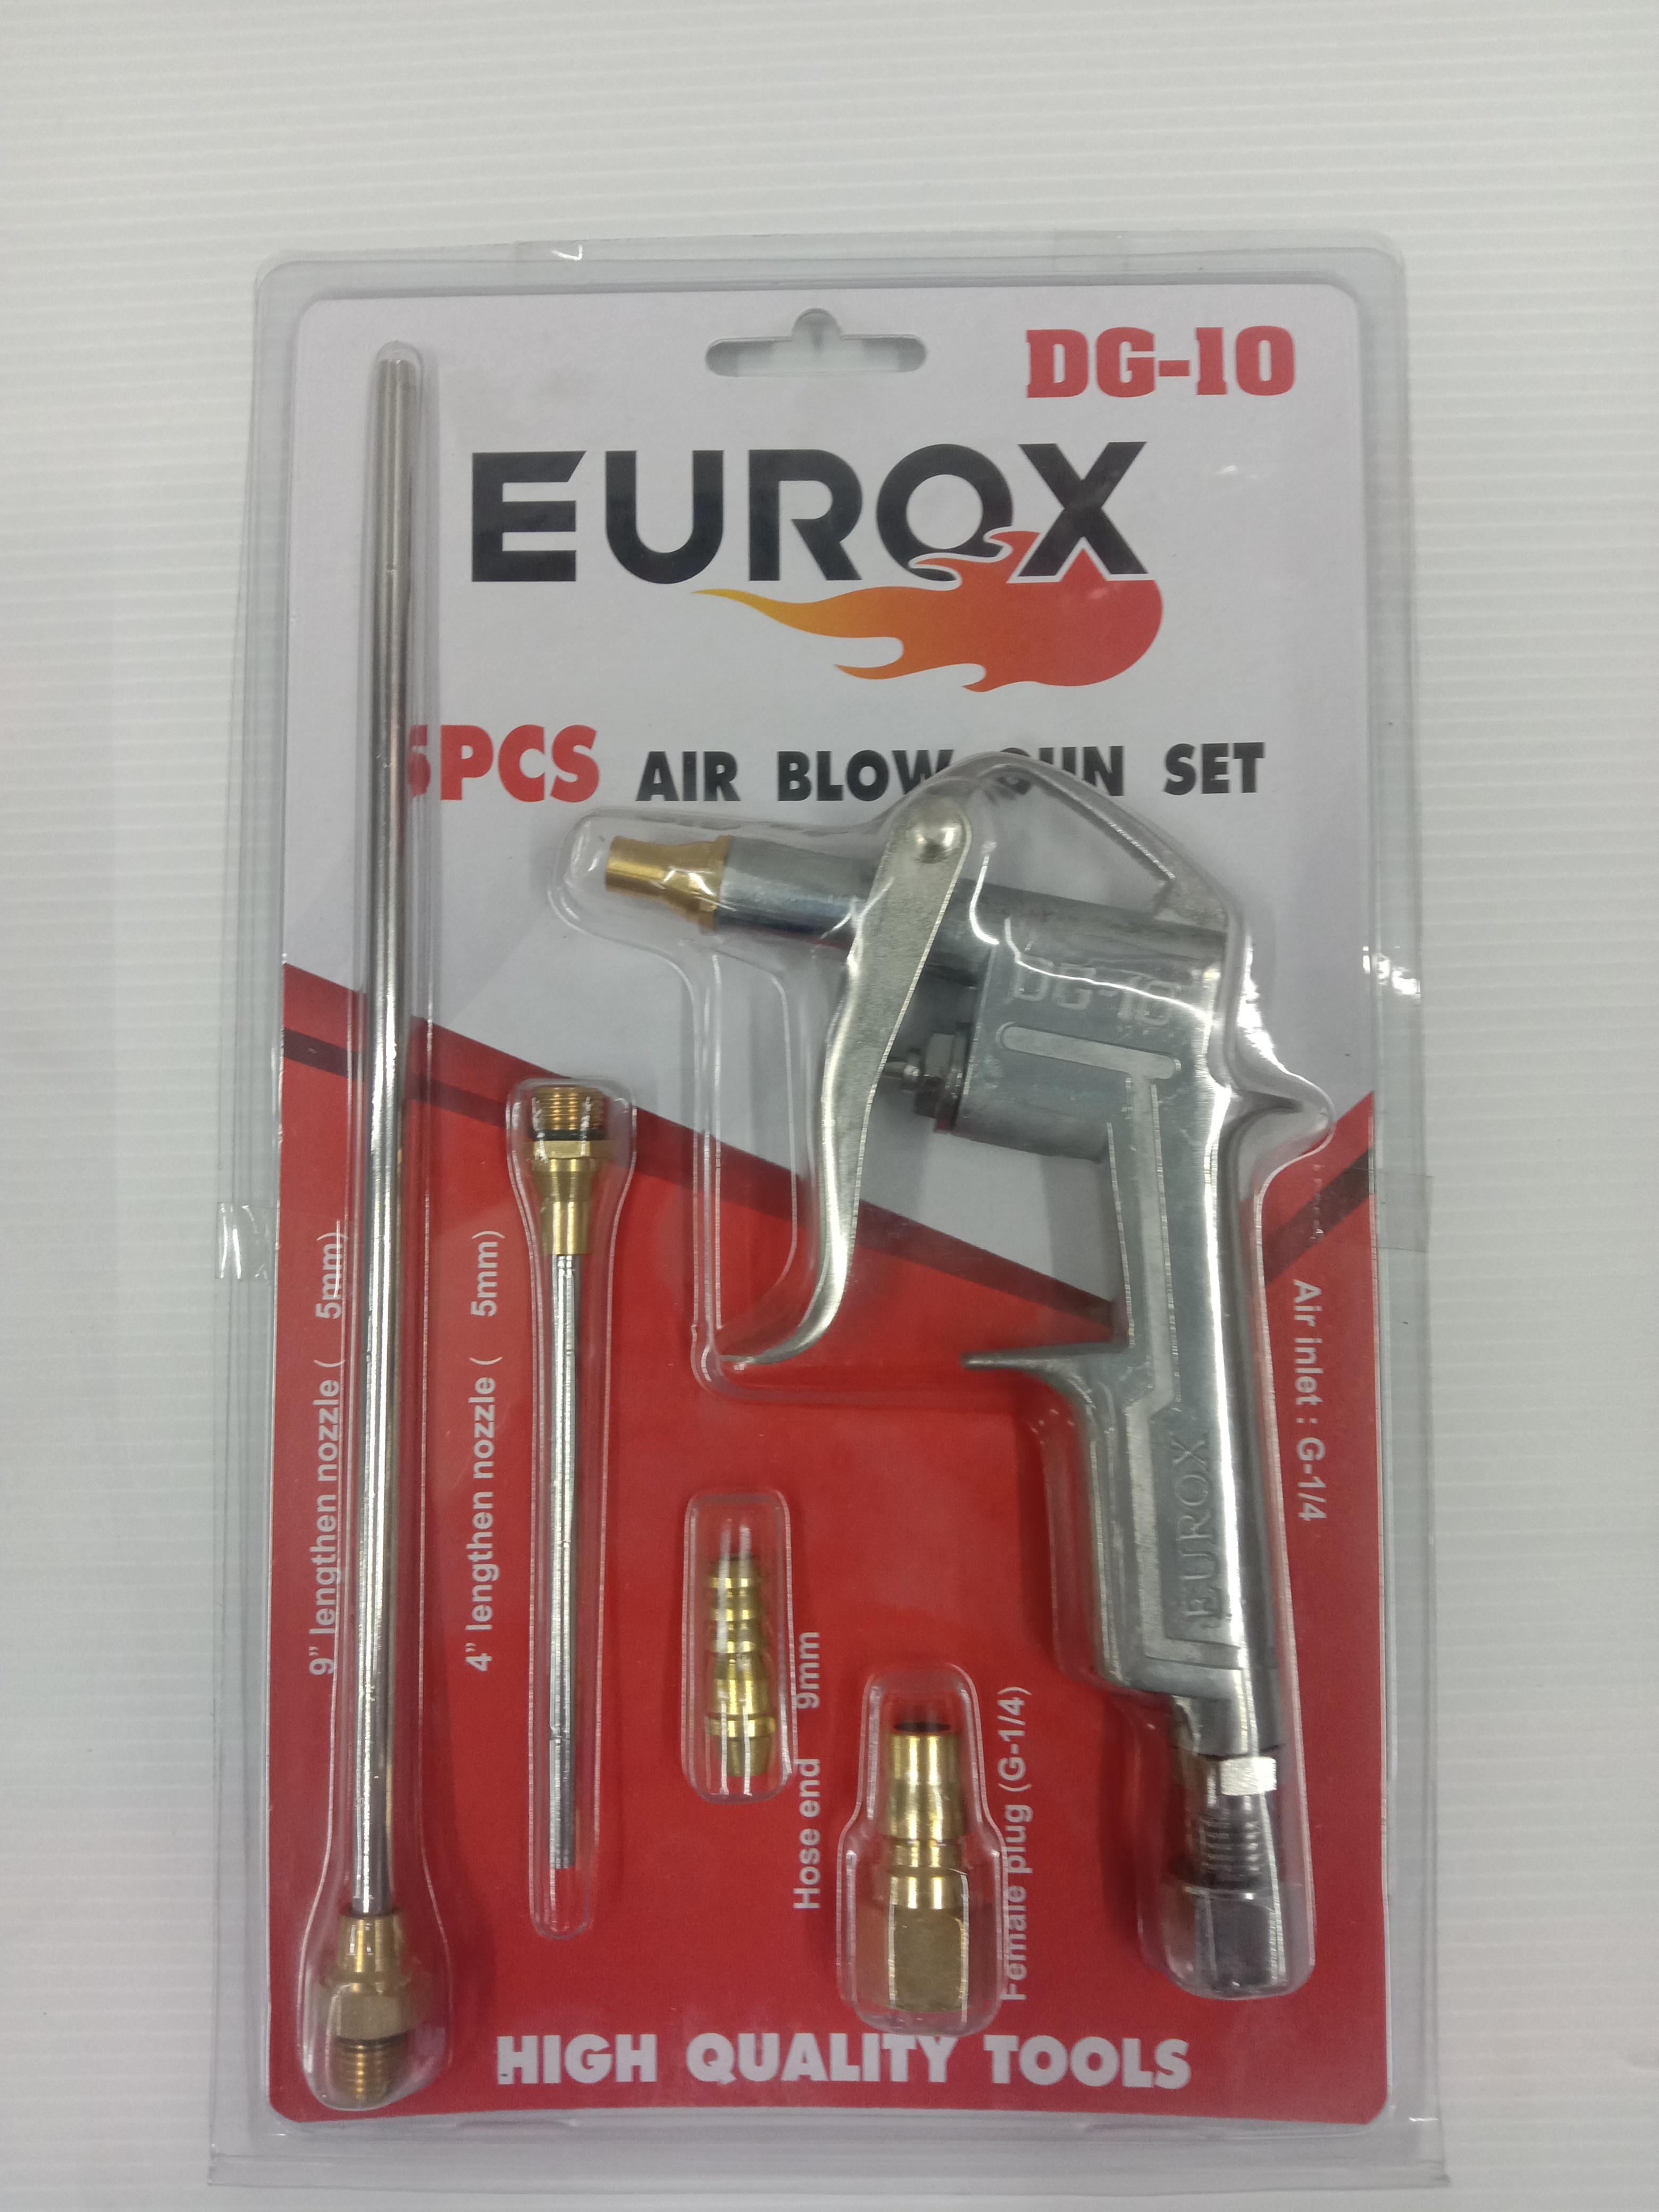 DG-10
EUROX
PCS AIR BLOW GUN SET
DG-10
9" lengthen nozzle ( 5mm)
4" lengthen nozzle ( 5mm)
Air inlet : G-1/4
EUROX
Hose end 9mm
Female plug (G-1/4)
HIGH QUALITY TOOLS